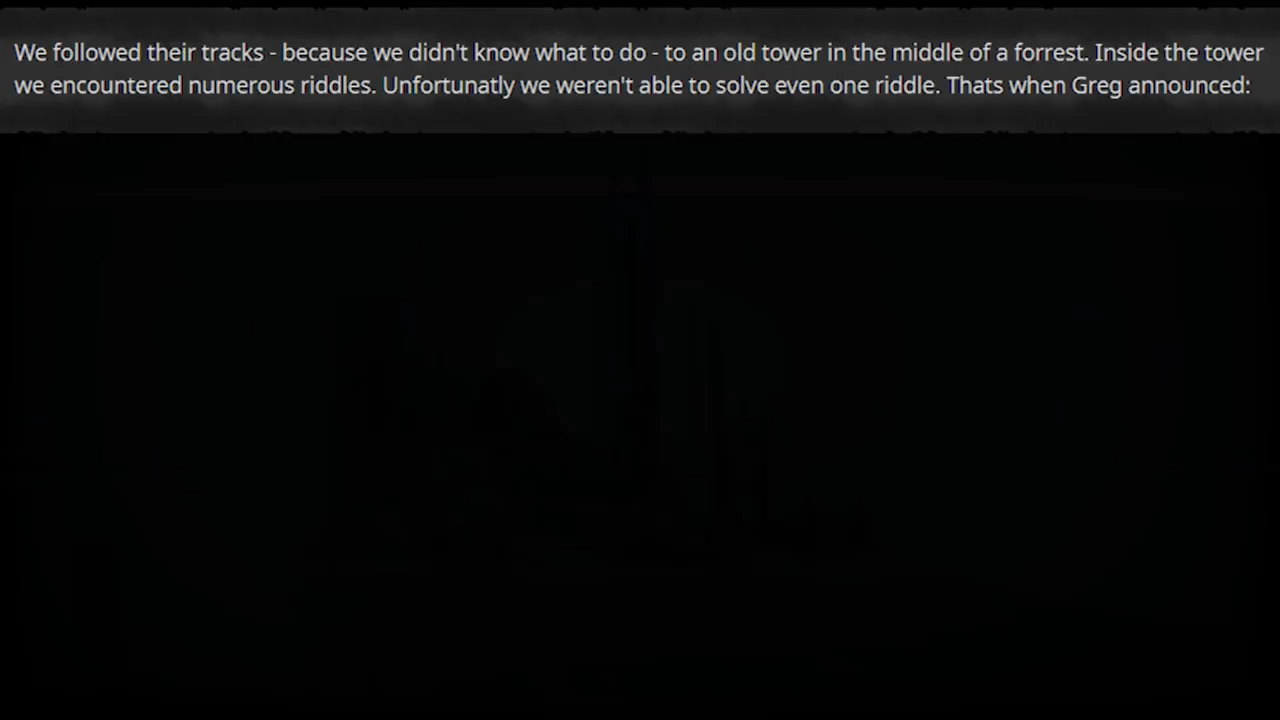 We followed their tracks - because we didn't know what to do - to an old tower in the middle of a forrest. Inside the tower
we encountered numerous riddles. Unfortunatly we weren't able to solve even one riddle. Thats when Greg announced: